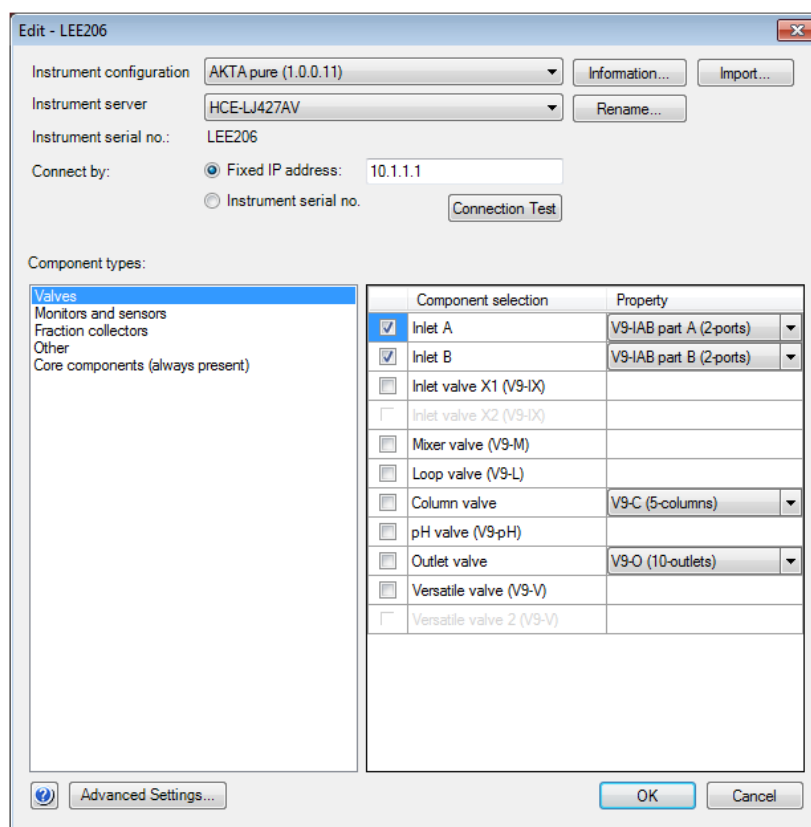 Edit - LEE206
Instrument configuration AKTA pure (1.0.0.11) Information... Import...
Instrument server HCE-LJ427AV Rename...
Instrument serial no.: LEE206
Connect by: Fixed IP address: 10.1.1.1
Instrument serial no. Connection Test
Component types:
Valves
Monitors and sensors
Fraction collectors
Other
Core components (always present)
Component selection Property
Inlet A V9-IAB part A (2-ports)
Inlet B V9-IAB part B (2-ports)
Inlet valve X1 (V9-IX)
Inlet valve X2 (V9-IX)
Mixer valve (V9-M)
Loop valve (V9-L)
Column valve V9-C (5-columns)
pH valve (V9-pH)
Outlet valve V9-O (10-outlets)
Versatile valve (V9-V)
Versatile valve 2 (V9-V)
? Advanced Settings... OK Cancel